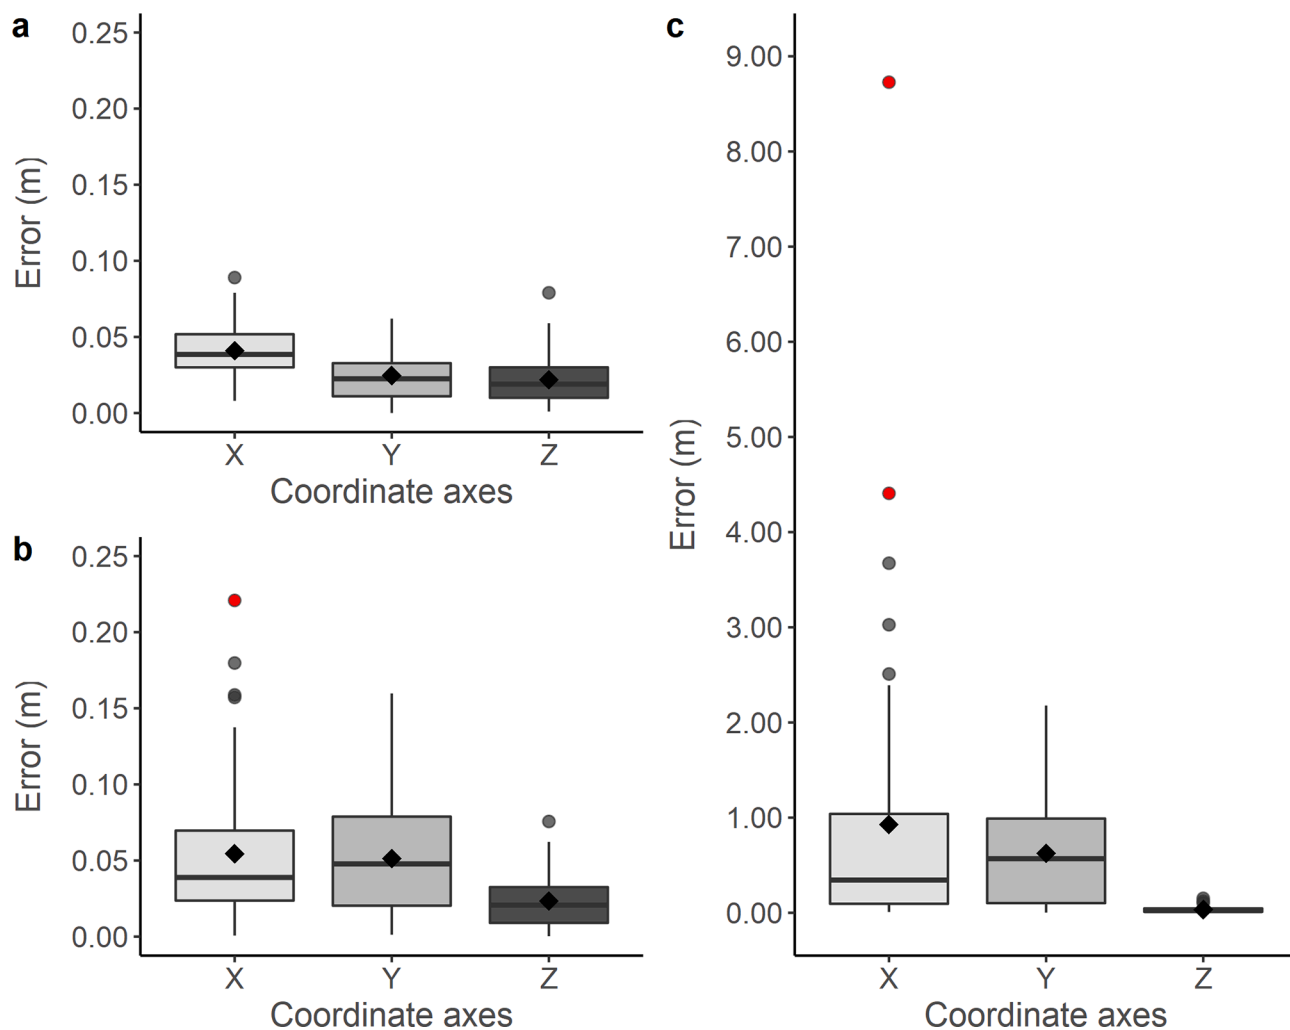 a
0.25
0.20
0.15
0.10
0.05
0.00
Error (m)
X Y Z
Coordinate axes
b
0.25
0.20
0.15
0.10
0.05
0.00
Error (m)
X Y Z
Coordinate axes
c
9.00
8.00
7.00
6.00
5.00
4.00
3.00
2.00
1.00
0.00
Error (m)
X Y Z
Coordinate axes